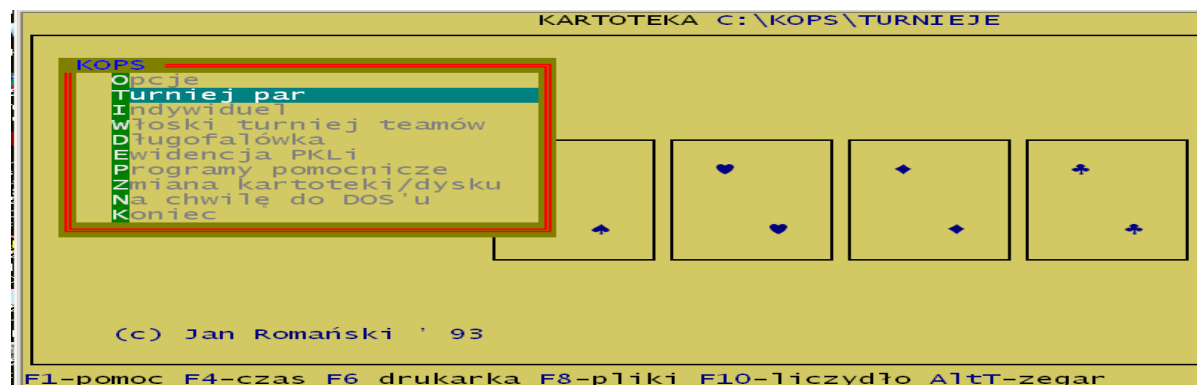 KARTOTEKA C:\KOPS\TURNIEJE
KOPS
Opcje
Turniej par
Indywiduel
Włoski turniej teamów
Długofalówka
Ewidencja PKLi
Programy pomocnicze
Zmiana kartoteki/dysku
Na chwilę do DOS'u
Koniec
(c) Jan Romański ' 93
F1-pomoc F4-czas F6 drukarka F8-pliki F10-liczydło AltT-zegar